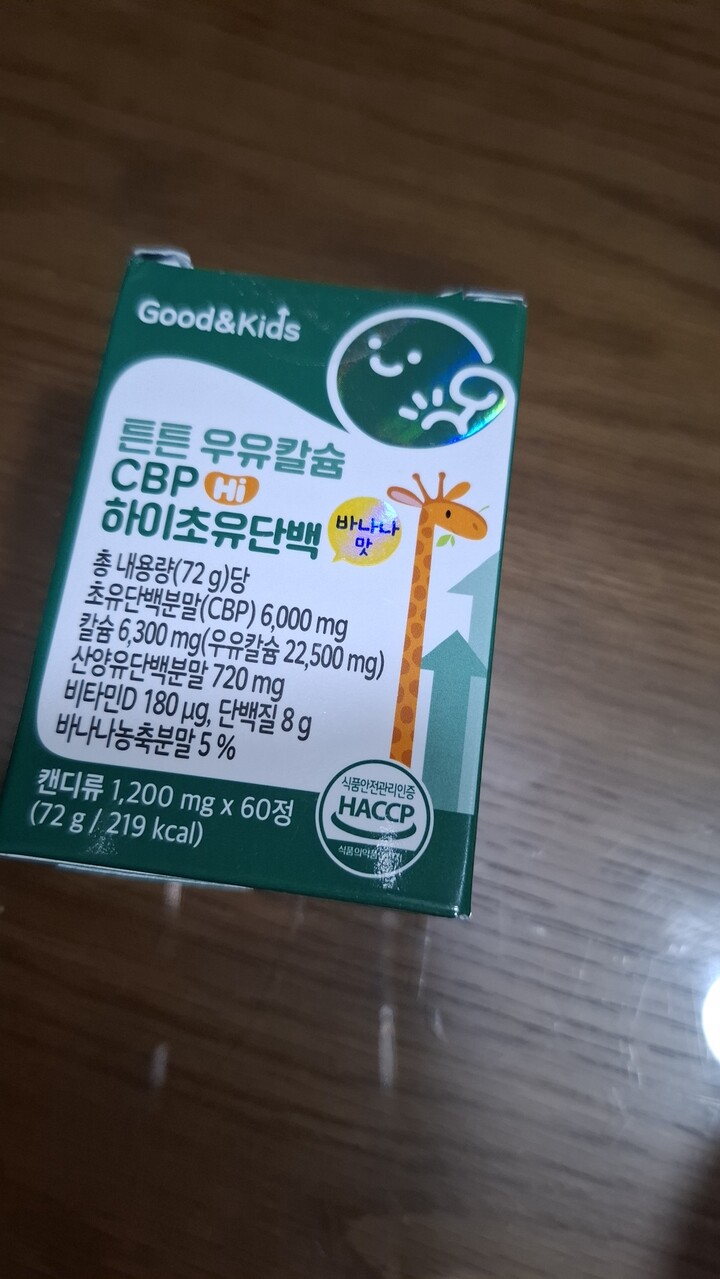 Good&Kids
튼튼 우유칼슘
CBP Hi
하이초유단백
바나나
맛
총 내용량(72 g)당
초유단백분말(CBP) 6,000 mg
칼슘 6,300 mg(우유칼슘 22,500 mg)
산양유단백분말 720 mg
비타민D 180 µg, 단백질 8 g
바나나농축분말 5 %
캔디류 1,200 mg x 60정
(72 g / 219 kcal)
식품안전관리인증
HACCP